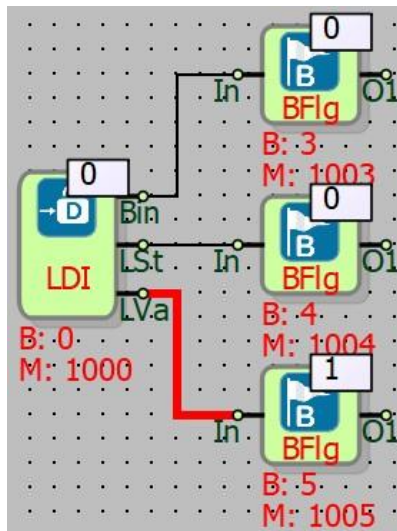 0
In
B
O1
BFlg
B: 3
M: 1003
0
D
Bin
LSt
LVa
LDI
B: 0
M: 1000
0
In
B
O1
BFlg
B: 4
M: 1004
1
In
B
O1
BFlg
B: 5
M: 1005